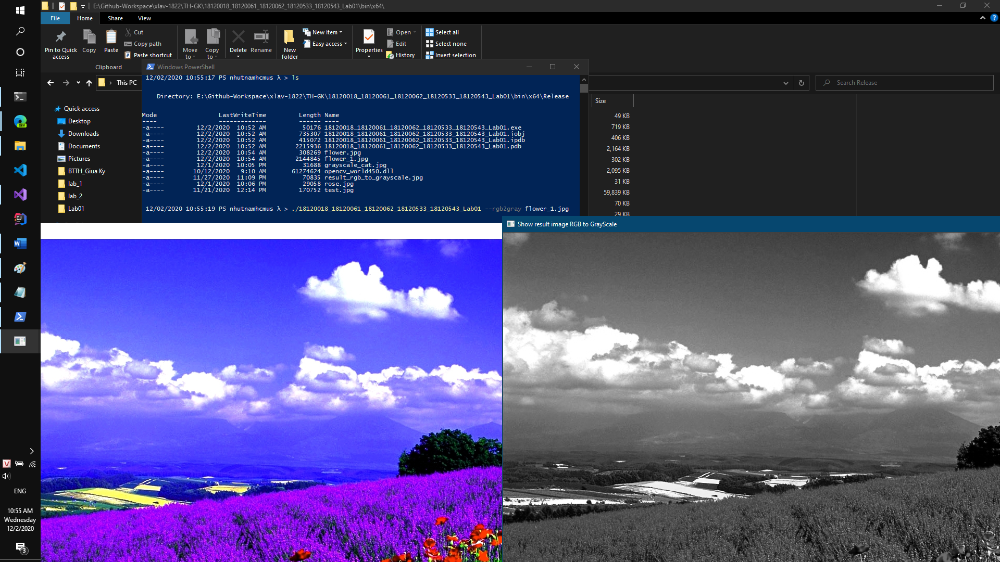 E:\Github-Workspace\xlav-1822\TH-GK\18120018_18120061_18120062_18120533_18120543_Lab01\bin\x64\
File Home Share View
Pin to Quick access
Copy
Paste
Cut
Copy path
Paste shortcut
Clipboard
Move to
Copy to
Delete
Rename
New folder
New item
Easy access
Properties
Open
Edit
History
Select all
Select none
Invert selection
This PC
Search Release
Quick access
Desktop
Downloads
Documents
Pictures
BTTH_Giua Ky
lab_1
lab_2
Lab01
Windows PowerShell
12/02/2020 10:55:17 PS nhutnamhcmus λ > ls
Directory: E:\Github-Workspace\xlav-1822\TH-GK\18120018_18120061_18120062_18120533_18120543_Lab01\bin\x64\Release
Mode LastWriteTime Length Name
---- ------------- ------ ----
-a---- 12/2/2020 10:52 AM 50176 18120018_18120061_18120062_18120533_18120543_Lab01.exe
-a---- 12/2/2020 10:52 AM 735307 18120018_18120061_18120062_18120533_18120543_Lab01.iobj
-a---- 12/2/2020 10:52 AM 415072 18120018_18120061_18120062_18120533_18120543_Lab01.ipdb
-a---- 12/2/2020 10:52 AM 2215936 18120018_18120061_18120062_18120533_18120543_Lab01.pdb
-a---- 12/2/2020 10:54 AM 308269 flower.jpg
-a---- 12/2/2020 10:54 AM 2144845 flower_1.jpg
-a---- 12/1/2020 10:05 PM 31688 grayscale_cat.jpg
-a---- 10/12/2020 9:10 AM 61274624 opencv_world450.dll
-a---- 11/27/2020 11:09 PM 70835 result_rgb_to_grayscale.jpg
-a---- 12/1/2020 10:06 PM 29058 rose.jpg
-a---- 11/21/2020 12:14 PM 170752 test.jpg
12/02/2020 10:55:19 PS nhutnamhcmus λ > ./18120018_18120061_18120062_18120533_18120543_Lab01 --rgb2gray flower_1.jpg
Size
49 KB
719 KB
406 KB
2,164 KB
302 KB
2,095 KB
31 KB
59,839 KB
70 KB
29 KB
Show result image RGB to GrayScale
DEV
V
ENG
10:55 AM
Wednesday
12/2/2020
3